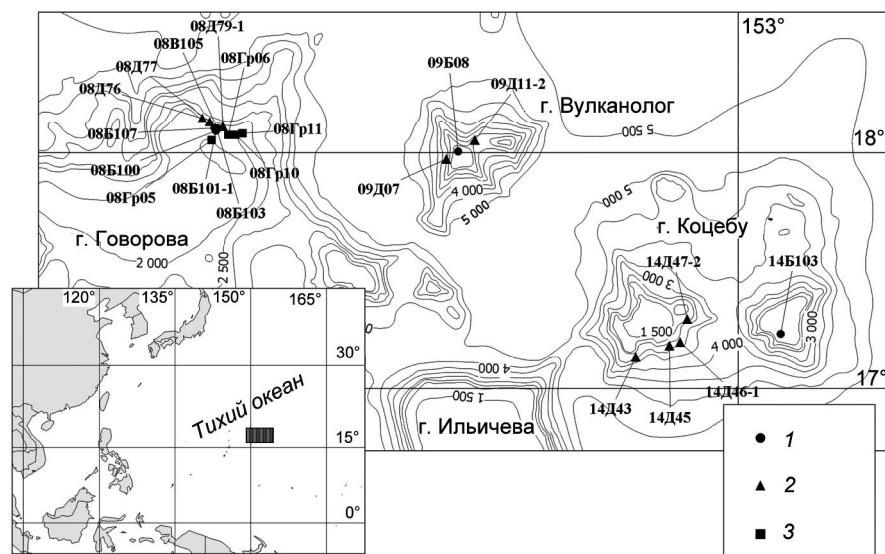 08Д79-1
153°
08В105
08Гр06
08Д77
09Б08
09Д11-2
г. Вулканолог
5 500
08Д76
08Б107
08Гр11
18°
08Б100
08Гр10
09Д07
4 000
5 000
5 000
08Гр05
08Б101-1
08Б103
г. Говорова
2 000
2 500
г. Коцебу
14Д47-2
14Б103
3 000
1 500
4 000
3 000
17°
4 000
1 500
14Д43
14Д45
14Д46-1
г. Ильичева
120°
135°
150°
165°
30°
Тихий океан
15°
0°
1
2
3